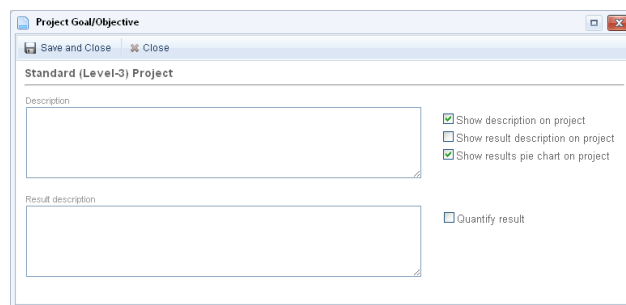 Project Goal/Objective
Save and Close Close
Standard (Level-3) Project
Description
Show description on project
Show result description on project
Show results pie chart on project
Result description
Quantify result